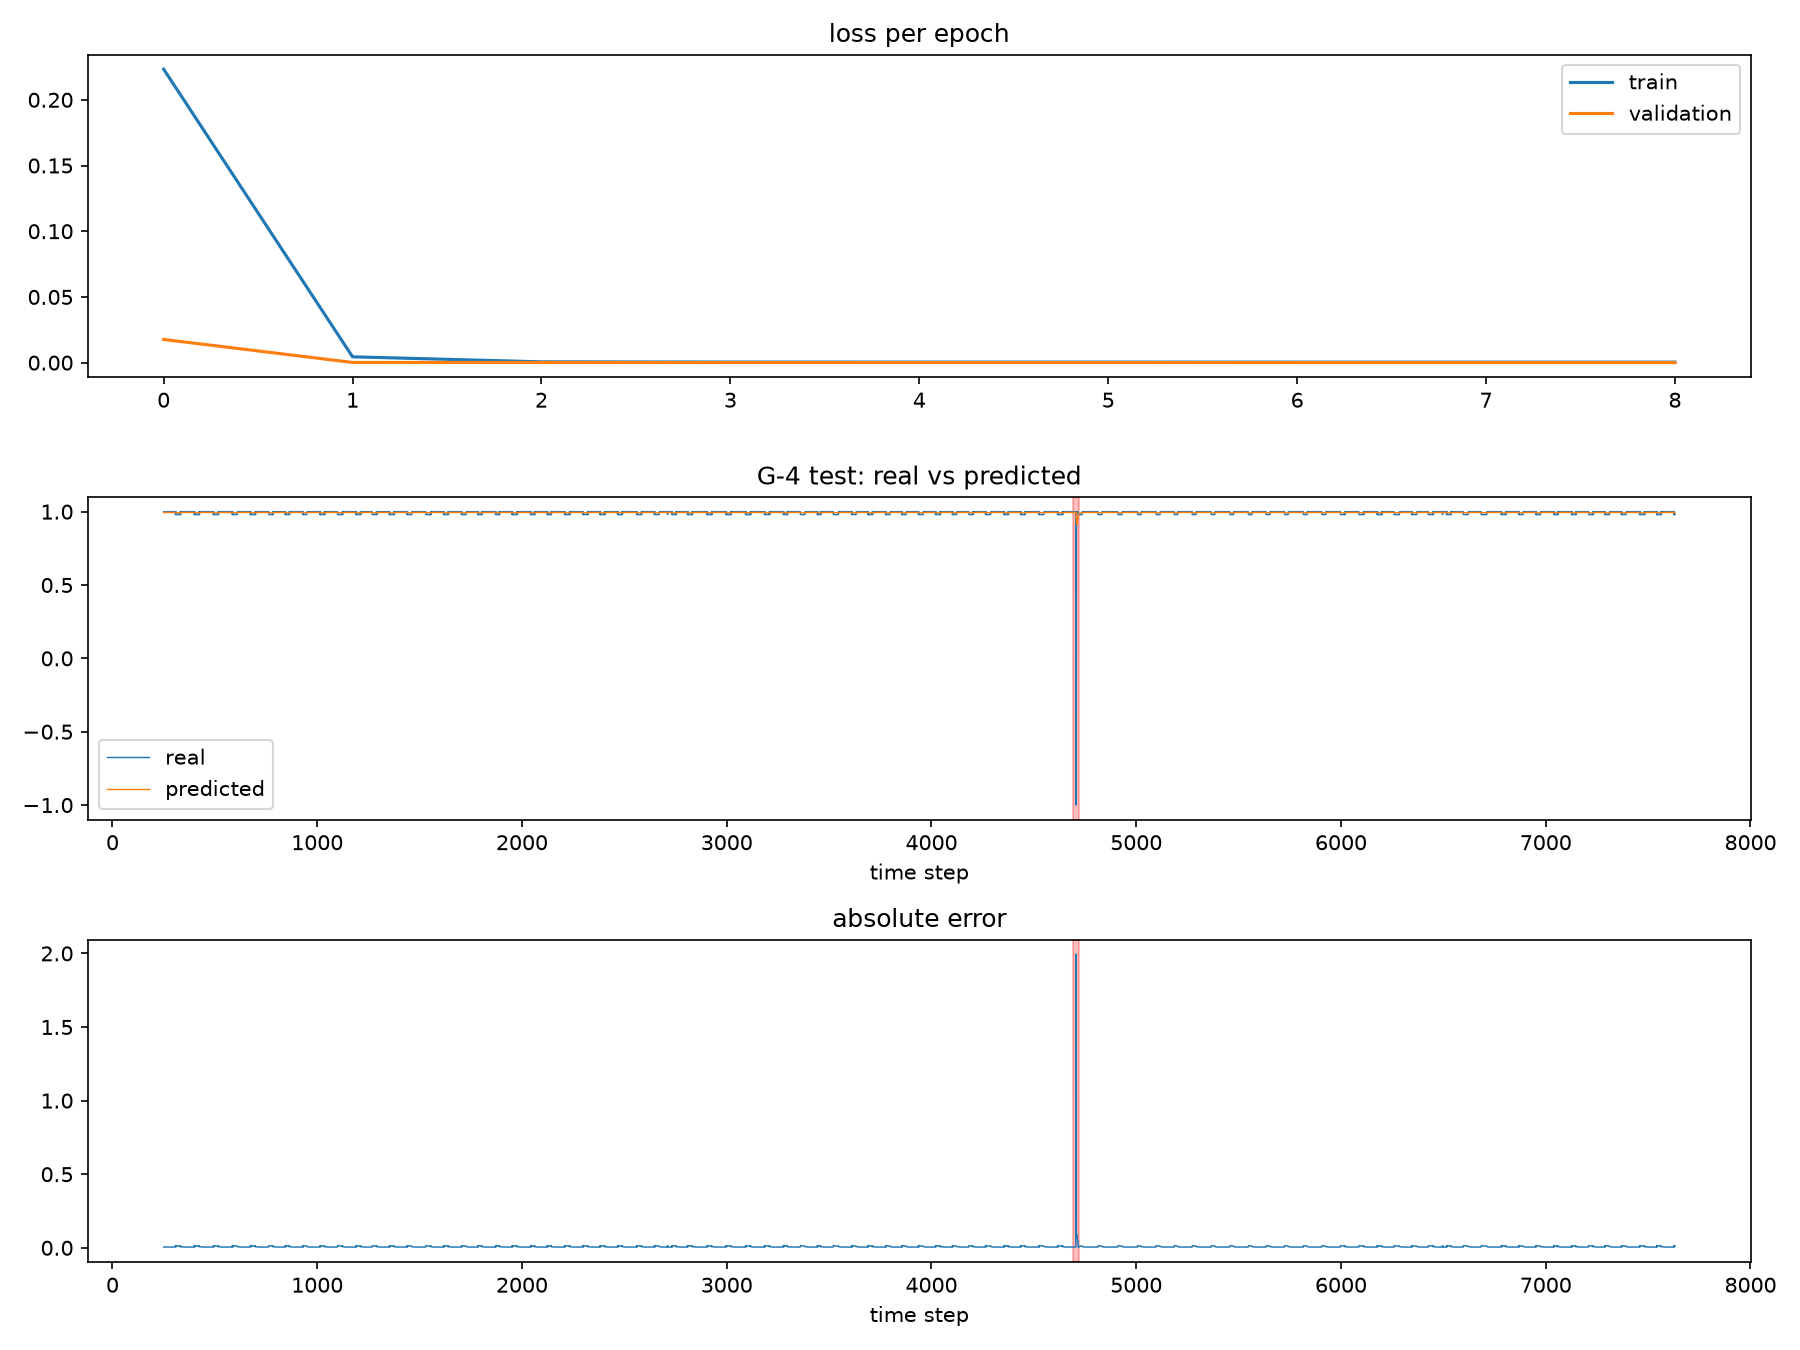 loss per epoch
0.20
0.15
0.10
0.05
0.00
train
validation
0 1 2 3 4 5 6 7 8
G-4 test: real vs predicted
1.0
0.5
0.0
−0.5
−1.0
real
predicted
0 1000 2000 3000 4000 5000 6000 7000 8000
time step
absolute error
2.0
1.5
1.0
0.5
0.0
0 1000 2000 3000 4000 5000 6000 7000 8000
time step